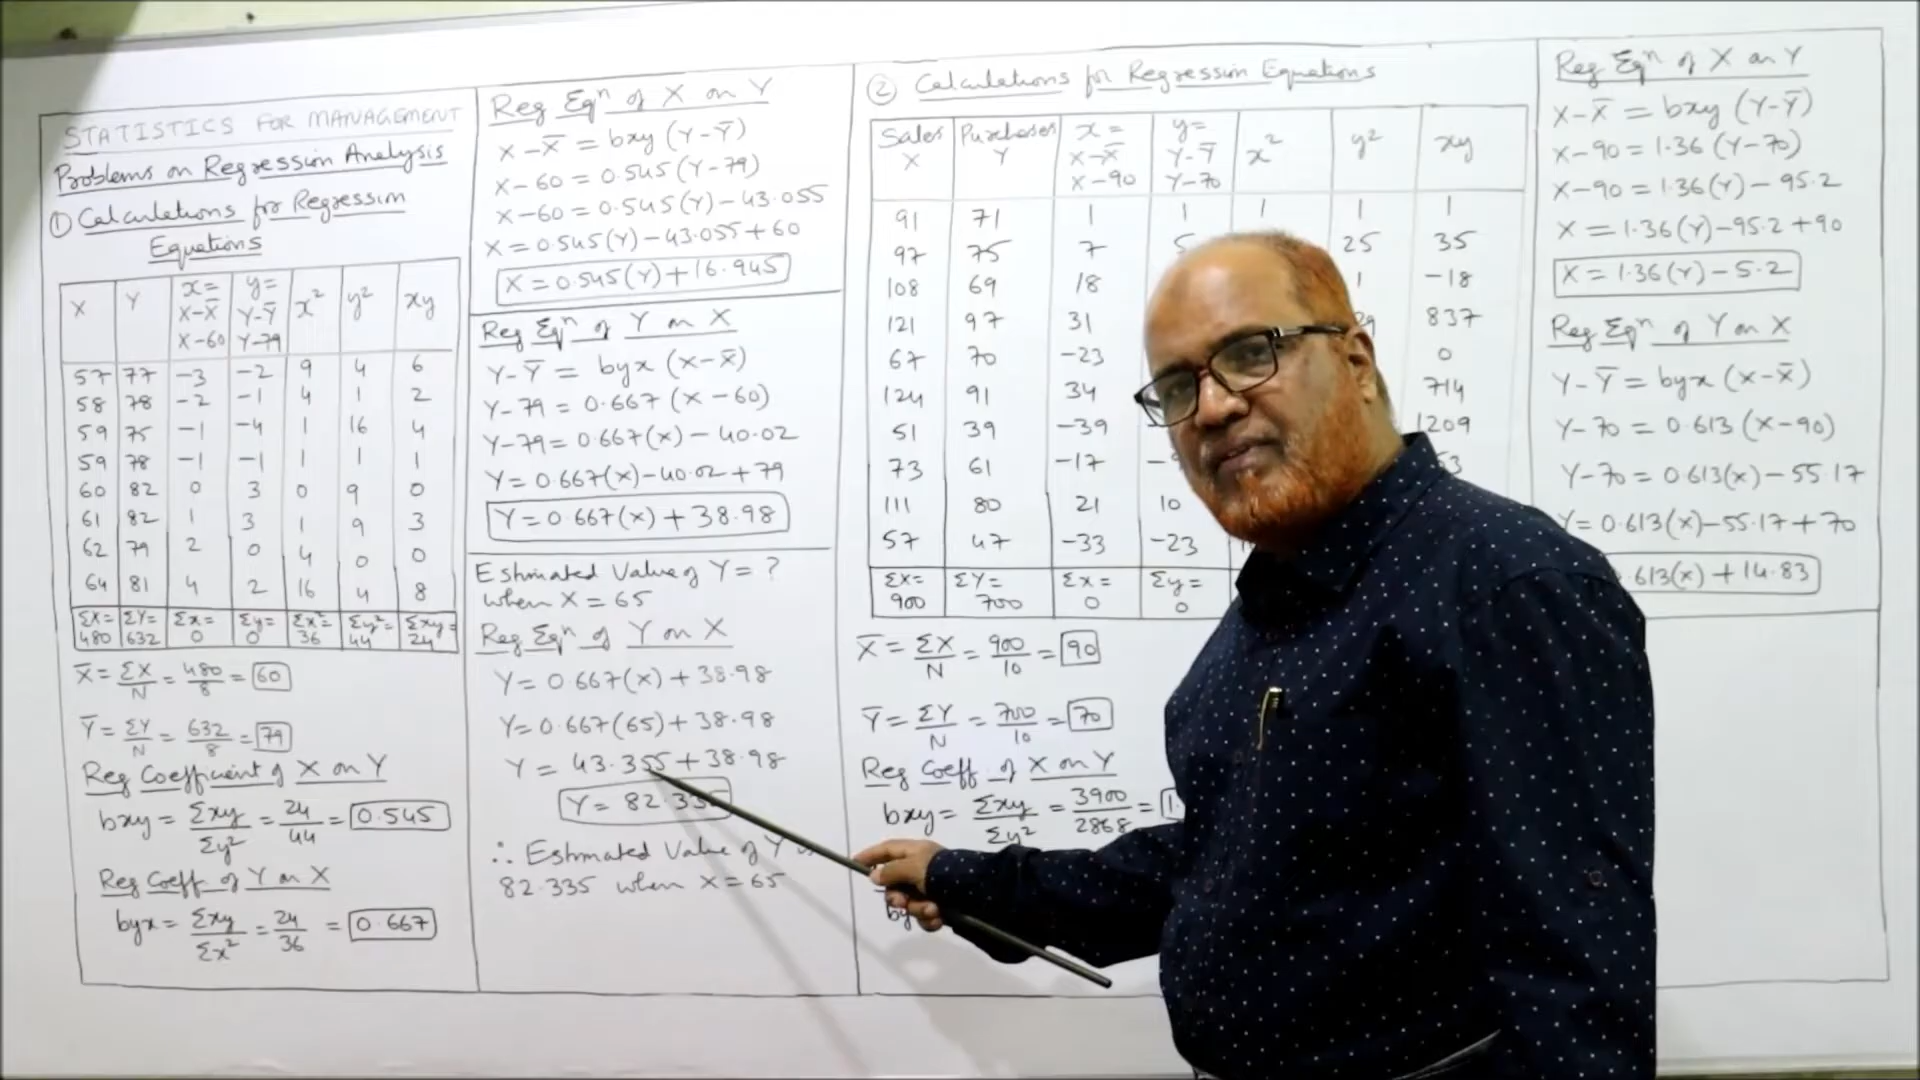 STATISTICS FOR MANAGEMENT
Problems on Regression Analysis
① Calculations for Regression
Equations
X Y x= y= x² y² xy
X-X̄ Y-Ȳ
X-60 Y-79
57 77 -3 -2 9 4 6
58 78 -2 -1 4 1 2
59 75 -1 -4 1 16 4
59 78 -1 -1 1 1 1
60 82 0 3 0 9 0
61 82 1 3 1 9 3
62 79 2 0 4 0 0
64 81 4 2 16 4 8
ΣX= ΣY= Σx= Σy= Σx²= Σy²= Σxy=
480 632 0 0 36 44 24
X̄ = ΣX/N = 480/8 = 60
Ȳ = ΣY/N = 632/8 = 79
Reg Coefficient of X on Y
bxy = Σxy/Σy² = 24/44 = 0.545
Reg Coeff of Y on X
byx = Σxy/Σx² = 24/36 = 0.667
Reg Eqⁿ of X on Y
X-X̄ = bxy (Y-Ȳ)
X-60 = 0.545 (Y-79)
X-60 = 0.545(Y) - 43.055
X = 0.545(Y) - 43.055 + 60
X = 0.545(Y) + 16.945
Reg Eqⁿ of Y on X
Y-Ȳ = byx (X-X̄)
Y-79 = 0.667 (X-60)
Y-79 = 0.667(x) - 40.02
Y = 0.667(x) - 40.02 + 79
Y = 0.667(x) + 38.98
Estimated Value of Y = ?
when X = 65
Reg Eqⁿ of Y on X
Y = 0.667(x) + 38.98
Y = 0.667(65) + 38.98
Y = 43.355 + 38.98
Y = 82.335
∴ Estimated Value of Y
82.335 when X = 65
② Calculations for Regression Equations
Sales Purchases x= y= x² y² xy
X Y X-X̄ Y-Ȳ
X-90 Y-70
91 71 1 1 1 1 1
97 75 7 5 25 35
108 69 18 1 -18
121 97 31 837
67 70 -23 0
124 91 34 714
51 39 -39 1209
73 61 -17
111 80 21 10
57 47 -33 -23
ΣX= ΣY= Σx= Σy=
900 700 0 0
X̄ = ΣX/N = 900/10 = 90
Ȳ = ΣY/N = 700/10 = 70
Reg Coeff. of X on Y
bxy = Σxy/Σy² = 3900/2868 =
by
Reg Eqⁿ of X on Y
X-X̄ = bxy (Y-Ȳ)
X-90 = 1.36 (Y-70)
X-90 = 1.36(Y) - 95.2
X = 1.36(Y) - 95.2 + 90
X = 1.36(Y) - 5.2
Reg Eqⁿ of Y on X
Y-Ȳ = byx (X-X̄)
Y-70 = 0.613 (X-90)
Y-70 = 0.613(x) - 55.17
Y = 0.613(x) - 55.17 + 70
.613(x) + 14.83